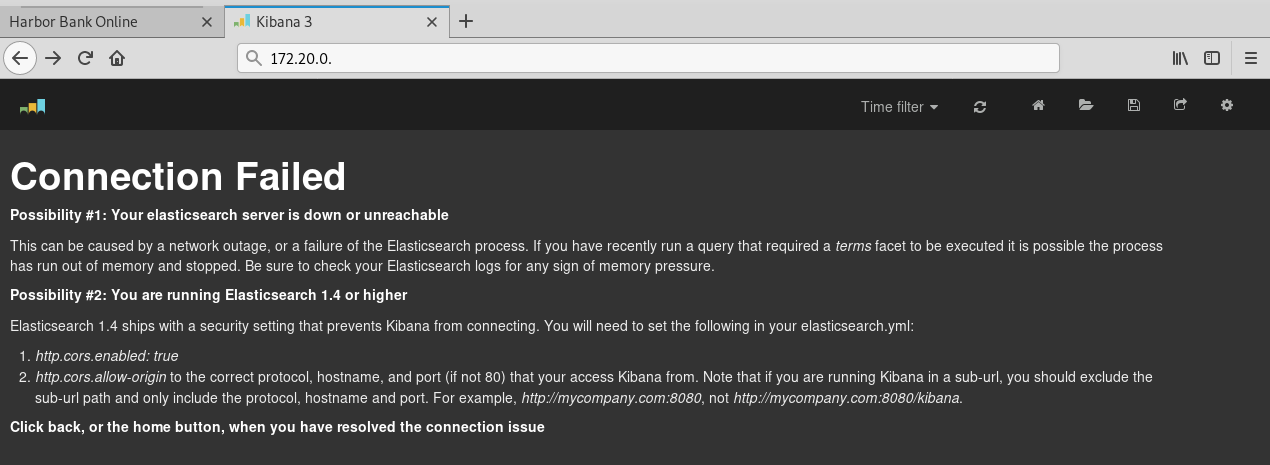 Harbor Bank Online
Kibana 3
172.20.0.
Time filter
Connection Failed
Possibility #1: Your elasticsearch server is down or unreachable
This can be caused by a network outage, or a failure of the Elasticsearch process. If you have recently run a query that required a terms facet to be executed it is possible the process
has run out of memory and stopped. Be sure to check your Elasticsearch logs for any sign of memory pressure.
Possibility #2: You are running Elasticsearch 1.4 or higher
Elasticsearch 1.4 ships with a security setting that prevents Kibana from connecting. You will need to set the following in your elasticsearch.yml:
1. http.cors.enabled: true
2. http.cors.allow-origin to the correct protocol, hostname, and port (if not 80) that your access Kibana from. Note that if you are running Kibana in a sub-url, you should exclude the
sub-url path and only include the protocol, hostname and port. For example, http://mycompany.com:8080, not http://mycompany.com:8080/kibana.
Click back, or the home button, when you have resolved the connection issue